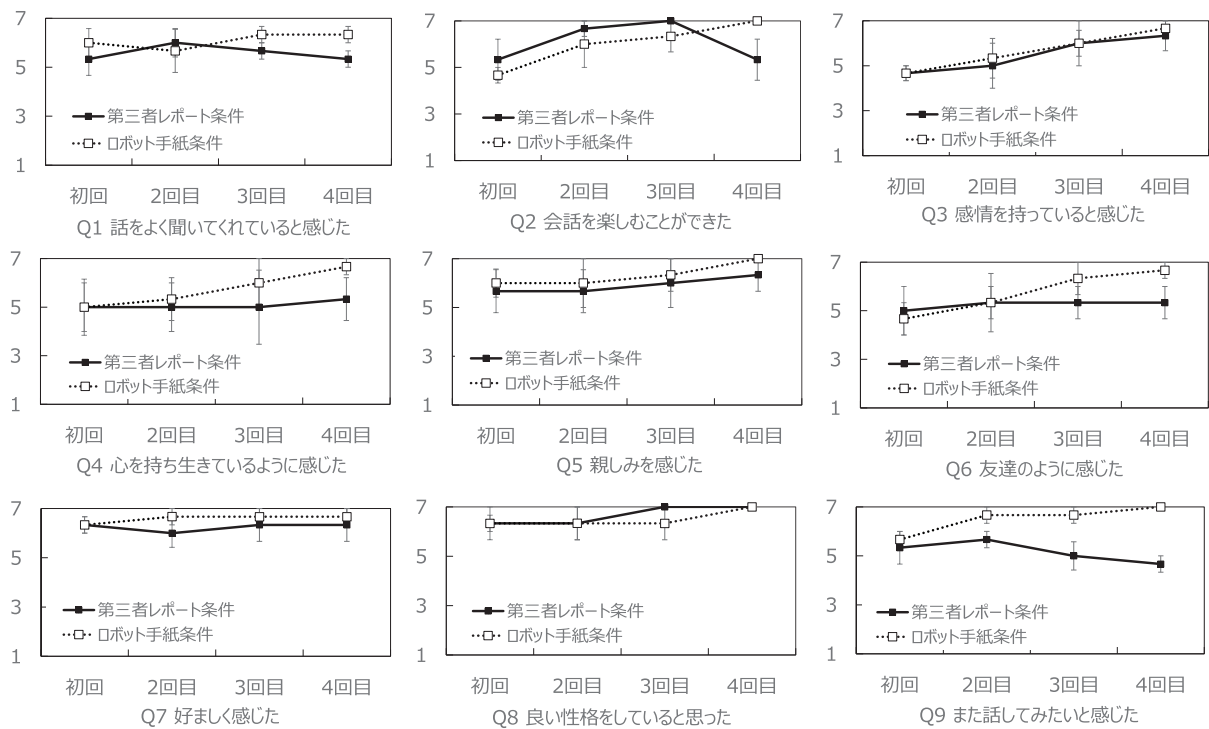 7
5
3
1
第三者レポート条件
ロボット手紙条件
初回 2回目 3回目 4回目
Q1 話をよく聞いてくれていると感じた
7
5
3
1
第三者レポート条件
ロボット手紙条件
初回 2回目 3回目 4回目
Q2 会話を楽しむことができた
7
5
3
1
第三者レポート条件
ロボット手紙条件
初回 2回目 3回目 4回目
Q3 感情を持っていると感じた
7
5
3
1
第三者レポート条件
ロボット手紙条件
初回 2回目 3回目 4回目
Q4 心を持ち生きているように感じた
7
5
3
1
第三者レポート条件
ロボット手紙条件
初回 2回目 3回目 4回目
Q5 親しみを感じた
7
5
3
1
第三者レポート条件
ロボット手紙条件
初回 2回目 3回目 4回目
Q6 友達のように感じた
7
5
3
1
第三者レポート条件
ロボット手紙条件
初回 2回目 3回目 4回目
Q7 好ましく感じた
7
5
3
1
第三者レポート条件
ロボット手紙条件
初回 2回目 3回目 4回目
Q8 良い性格をしていると思った
7
5
3
1
第三者レポート条件
ロボット手紙条件
初回 2回目 3回目 4回目
Q9 また話してみたいと感じた